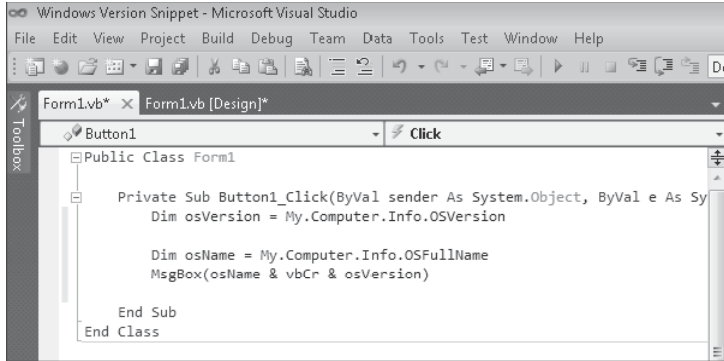 Windows Version Snippet - Microsoft Visual Studio
File Edit View Project Build Debug Team Data Tools Test Window Help
Toolbox
Form1.vb* Form1.vb [Design]*
Button1 Click
Public Class Form1
Private Sub Button1_Click(ByVal sender As System.Object, ByVal e As Sy
Dim osVersion = My.Computer.Info.OSVersion
Dim osName = My.Computer.Info.OSFullName
MsgBox(osName & vbCr & osVersion)
End Sub
End Class